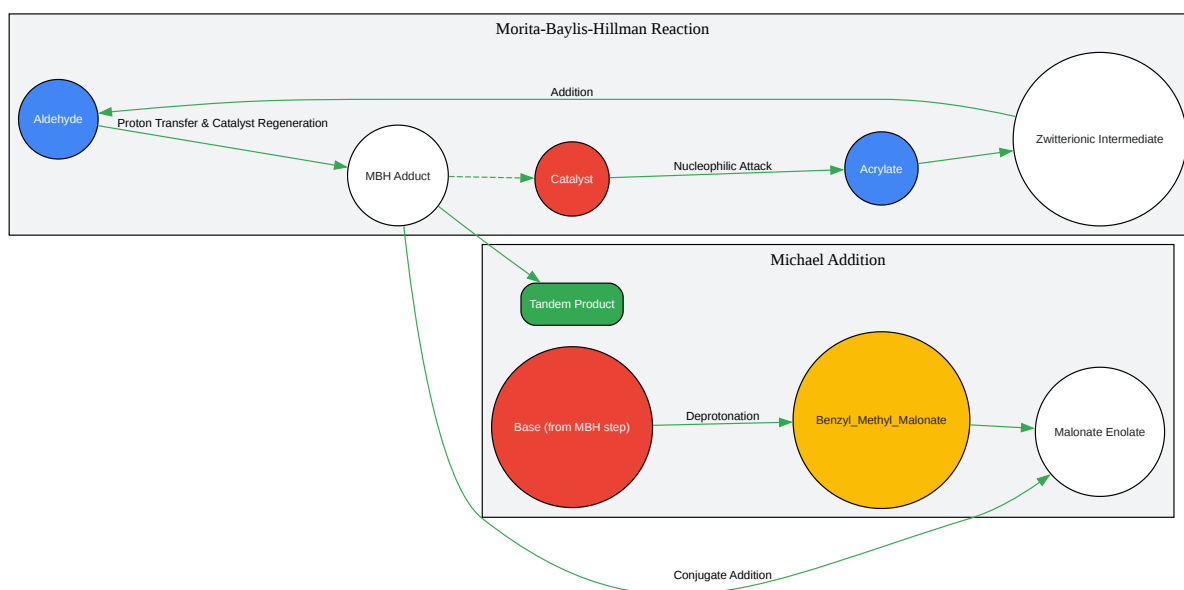 Morita-Baylis-Hillman Reaction
Addition
Aldehyde
Proton Transfer & Catalyst Regeneration
Zwitterionic Intermediate
MBH Adduct
Catalyst
Nucleophilic Attack
Acrylate
Michael Addition
Tandem Product
Base (from MBH step)
Deprotonation
Benzyl_Methyl_Malonate
Malonate Enolate
Conjugate Addition